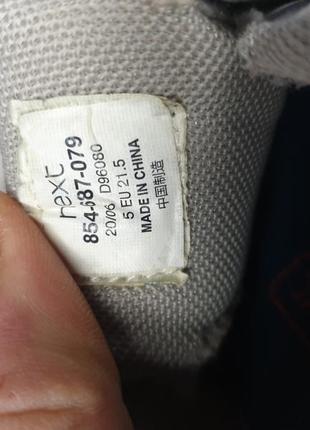 next
854-687-079
20/06 D96080
5 EU 21.5
MADE IN CHINA
中国制造